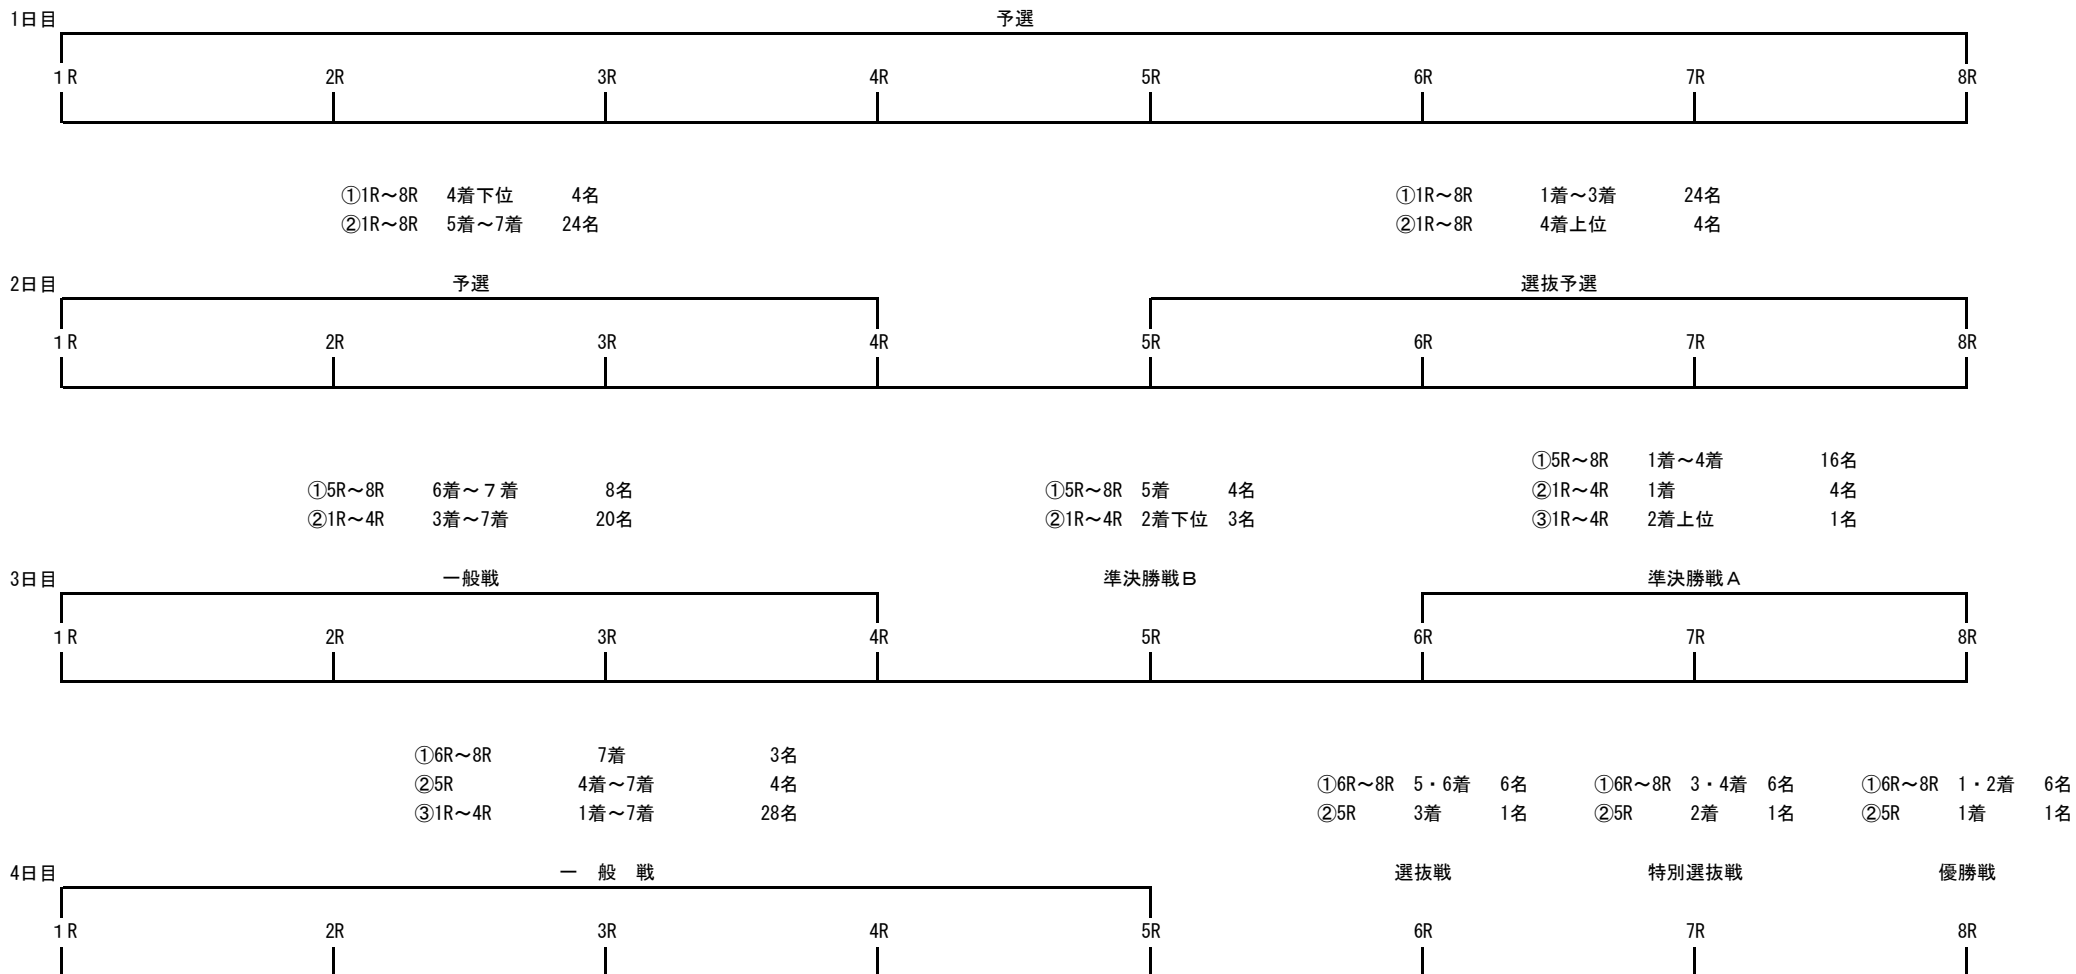 1日目 予選
１R 2R 3R 4R 5R 6R 7R 8R
①1R～8R 4着下位 4名 ①1R～8R 1着～3着 24名
②1R～8R 5着～7着 24名 ②1R～8R 4着上位 4名
2日目 予選 選抜予選
１R 2R 3R 4R 5R 6R 7R 8R
①5R～8R 1着～4着 16名
①5R～8R 6着～７着 8名 ①5R～8R 5着 4名 ②1R～4R 1着 4名
②1R～4R 3着～7着 20名 ②1R～4R 2着下位 3名 ③1R～4R 2着上位 1名
3日目 一般戦 準決勝戦Ｂ 準決勝戦Ａ
１R 2R 3R 4R 5R 6R 7R 8R
①6R～8R 7着 3名
②5R 4着～7着 4名 ①6R～8R 5・6着 6名 ①6R～8R 3・4着 6名 ①6R～8R 1・2着 6名
③1R～4R 1着～7着 28名 ②5R 3着 1名 ②5R 2着 1名 ②5R 1着 1名
4日目 一　般　戦 選抜戦 特別選抜戦 優勝戦
１R 2R 3R 4R 5R 6R 7R 8R